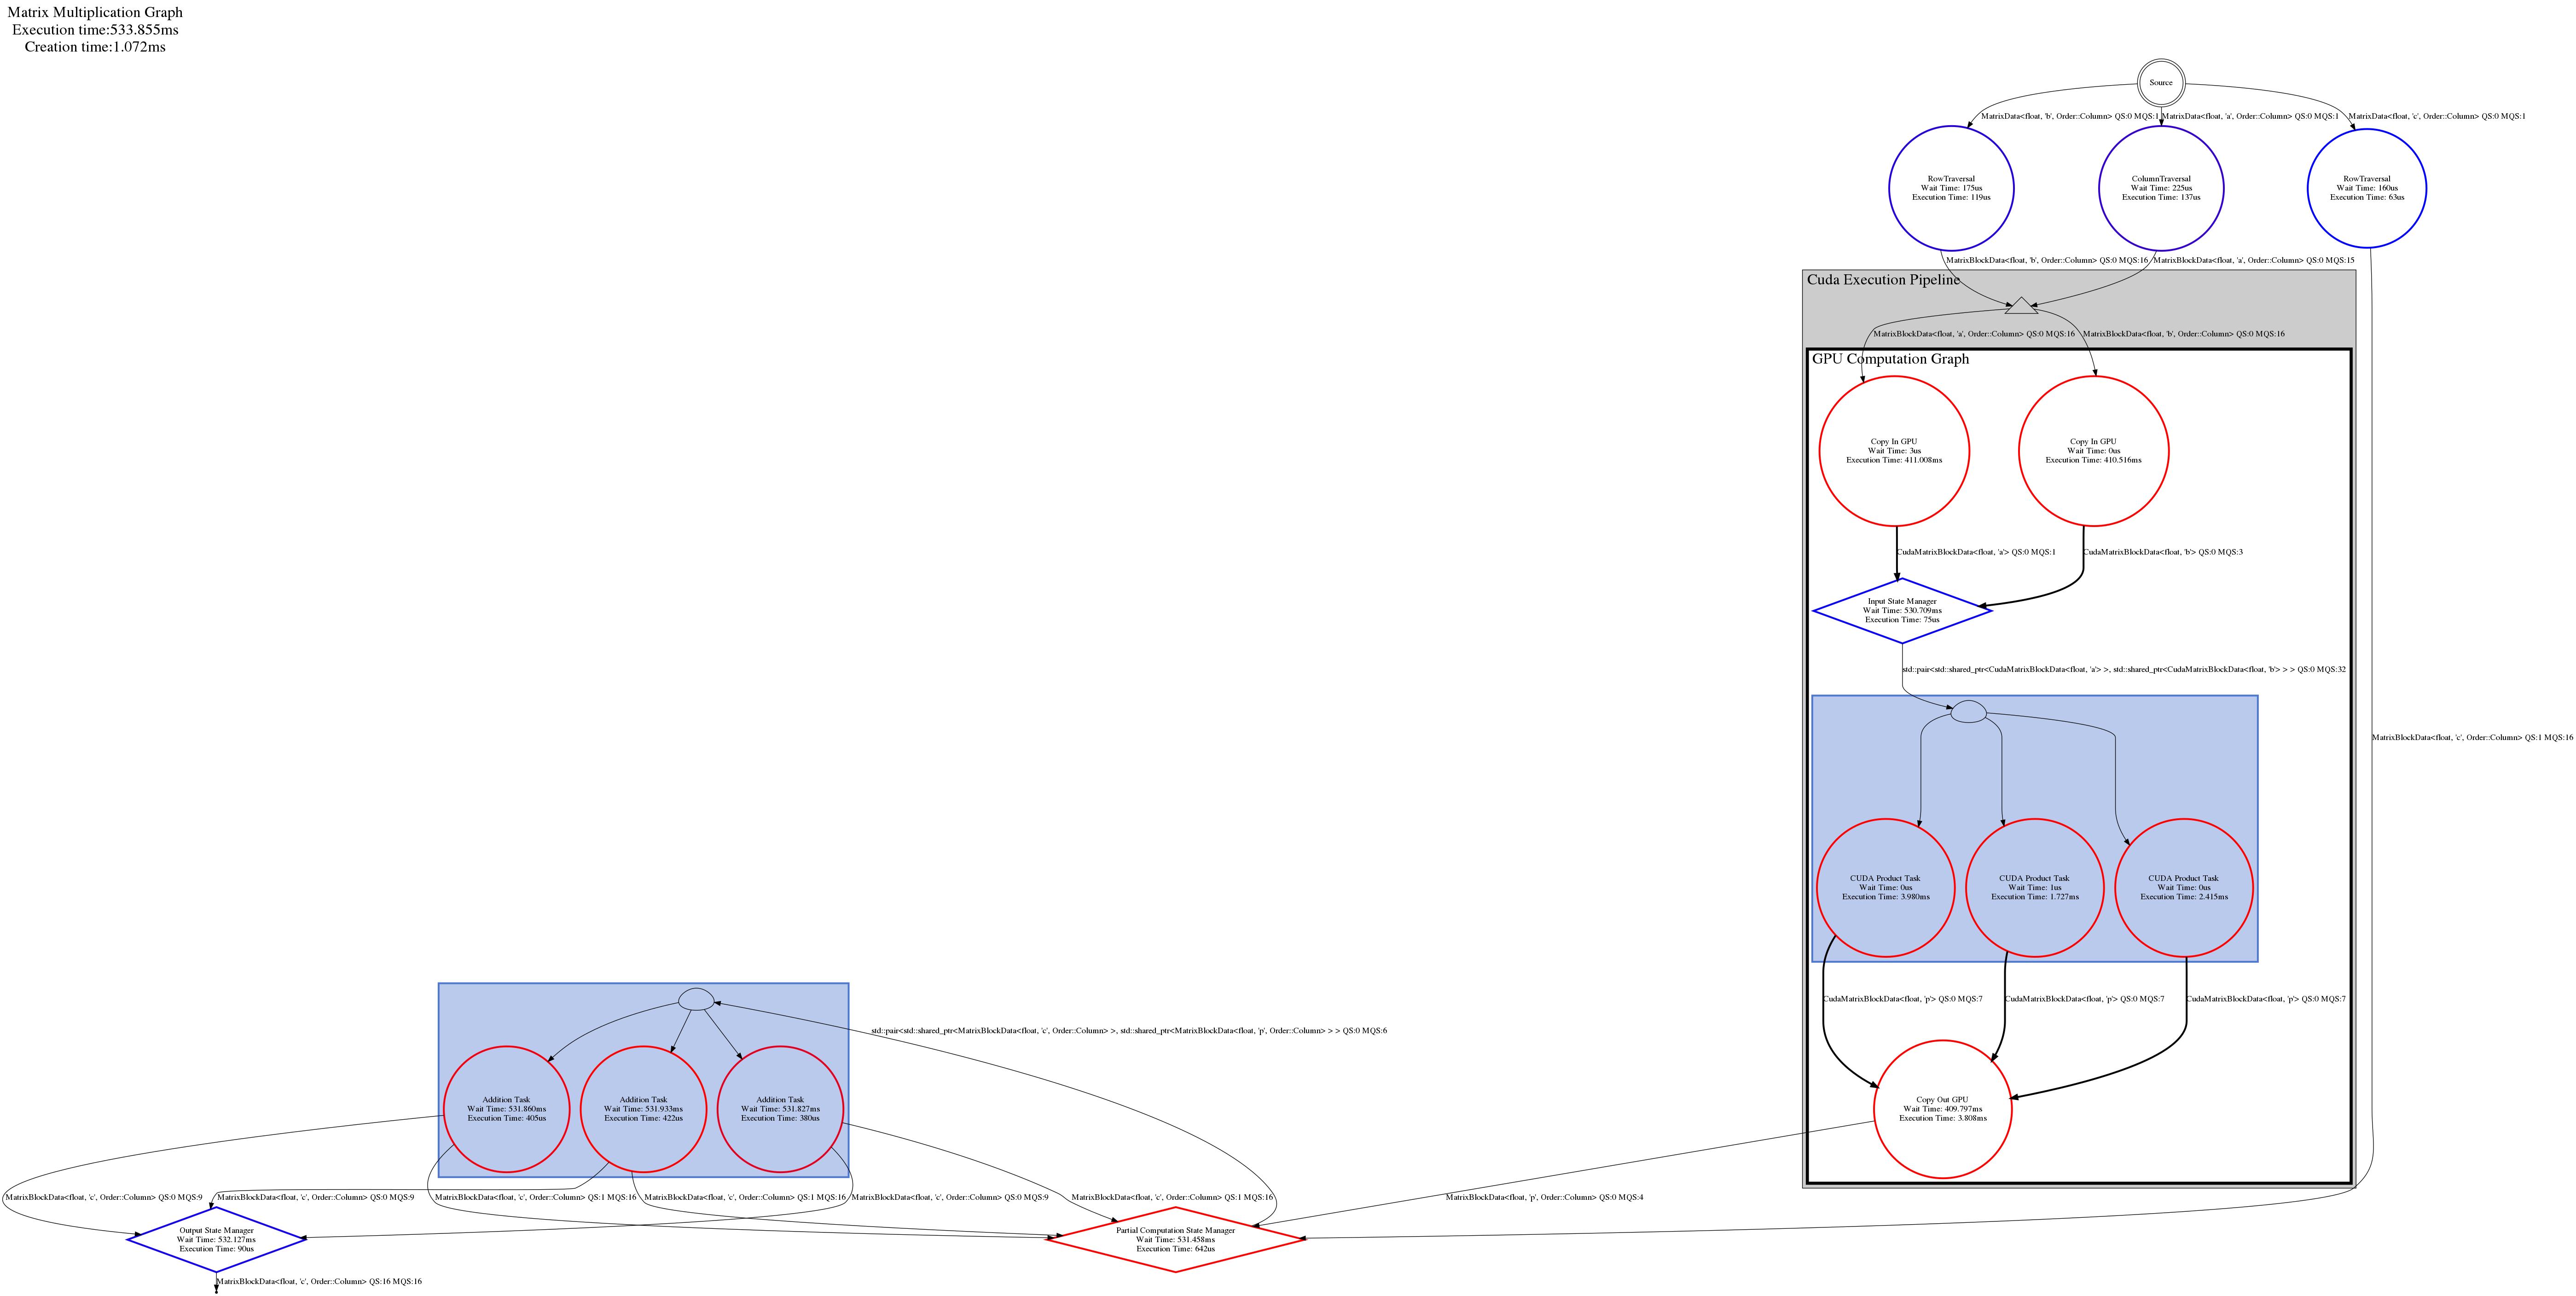 Matrix Multiplication Graph
Execution time:533.855ms
Creation time:1.072ms
Source
MatrixData<float, 'b', Order::Column> QS:0 MQS:1
MatrixData<float, 'a', Order::Column> QS:0 MQS:1
MatrixData<float, 'c', Order::Column> QS:0 MQS:1
RowTraversal
Wait Time: 175us
Execution Time: 119us
ColumnTraversal
Wait Time: 225us
Execution Time: 137us
RowTraversal
Wait Time: 160us
Execution Time: 63us
MatrixBlockData<float, 'b', Order::Column> QS:0 MQS:16
MatrixBlockData<float, 'a', Order::Column> QS:0 MQS:15
Cuda Execution Pipeline
MatrixBlockData<float, 'a', Order::Column> QS:0 MQS:16
MatrixBlockData<float, 'b', Order::Column> QS:0 MQS:16
GPU Computation Graph
Copy In GPU
Wait Time: 3us
Execution Time: 411.008ms
Copy In GPU
Wait Time: 0us
Execution Time: 410.516ms
CudaMatrixBlockData<float, 'a'> QS:0 MQS:1
CudaMatrixBlockData<float, 'b'> QS:0 MQS:3
Input State Manager
Wait Time: 530.709ms
Execution Time: 75us
std::pair<std::shared_ptr<CudaMatrixBlockData<float, 'a'> >, std::shared_ptr<CudaMatrixBlockData<float, 'b'> > > QS:0 MQS:32
MatrixBlockData<float, 'c', Order::Column> QS:1 MQS:16
CUDA Product Task
Wait Time: 0us
Execution Time: 3.980ms
CUDA Product Task
Wait Time: 1us
Execution Time: 1.727ms
CUDA Product Task
Wait Time: 0us
Execution Time: 2.415ms
CudaMatrixBlockData<float, 'p'> QS:0 MQS:7
CudaMatrixBlockData<float, 'p'> QS:0 MQS:7
CudaMatrixBlockData<float, 'p'> QS:0 MQS:7
std::pair<std::shared_ptr<MatrixBlockData<float, 'c', Order::Column> >, std::shared_ptr<MatrixBlockData<float, 'p', Order::Column> > > QS:0 MQS:6
Addition Task
Wait Time: 531.860ms
Execution Time: 405us
Addition Task
Wait Time: 531.933ms
Execution Time: 422us
Addition Task
Wait Time: 531.827ms
Execution Time: 380us
Copy Out GPU
Wait Time: 409.797ms
Execution Time: 3.808ms
MatrixBlockData<float, 'c', Order::Column> QS:0 MQS:9
MatrixBlockData<float, 'c', Order::Column> QS:0 MQS:9
MatrixBlockData<float, 'c', Order::Column> QS:1 MQS:16
MatrixBlockData<float, 'c', Order::Column> QS:1 MQS:16
MatrixBlockData<float, 'c', Order::Column> QS:0 MQS:9
MatrixBlockData<float, 'c', Order::Column> QS:1 MQS:16
MatrixBlockData<float, 'p', Order::Column> QS:0 MQS:4
Output State Manager
Wait Time: 532.127ms
Execution Time: 90us
Partial Computation State Manager
Wait Time: 531.458ms
Execution Time: 642us
MatrixBlockData<float, 'c', Order::Column> QS:16 MQS:16